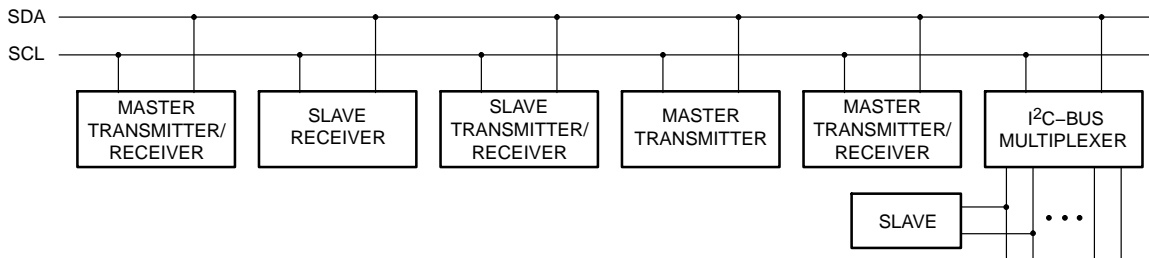 SDA
SCL
MASTER
TRANSMITTER/
RECEIVER
SLAVE
RECEIVER
SLAVE
TRANSMITTER/
RECEIVER
MASTER
TRANSMITTER
MASTER
TRANSMITTER/
RECEIVER
I²C–BUS
MULTIPLEXER
SLAVE